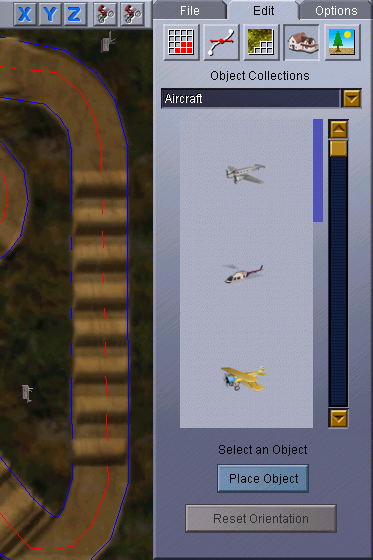 X Y Z
File Edit Options
Object Collections
Aircraft
Select an Object
Place Object
Reset Orientation